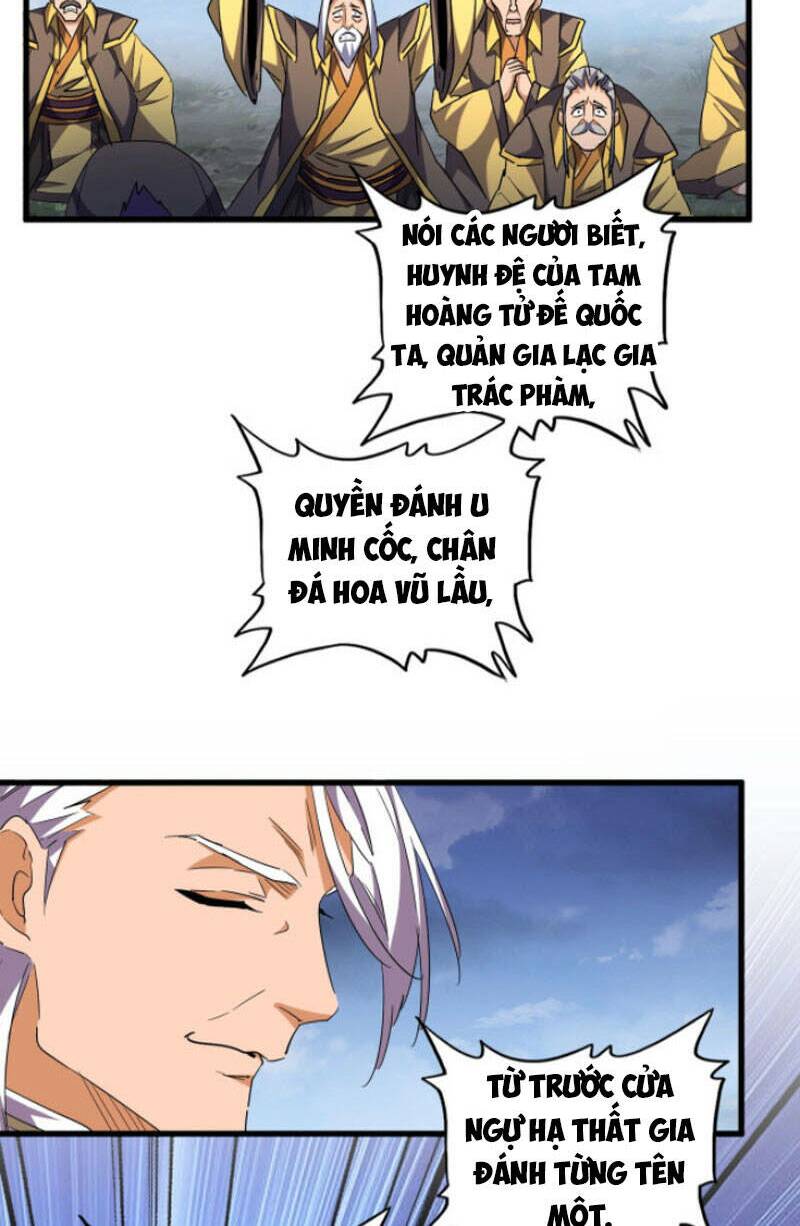 NÓI CÁC NGƯƠI BIẾT,
HUYNH ĐỆ CỦA TAM
HOÀNG TỬ ĐẾ QUỐC
TA, QUẢN GIA LẠC GIA
TRÁC PHÀM,
QUYỀN ĐÁNH U
MINH CỐC, CHÂN
ĐÁ HOA VŨ LẦU,
TỪ TRƯỚC CỬA
NGỰ HẠ THẤT GIA
ĐÁNH TỪNG TÊN
MỘT.